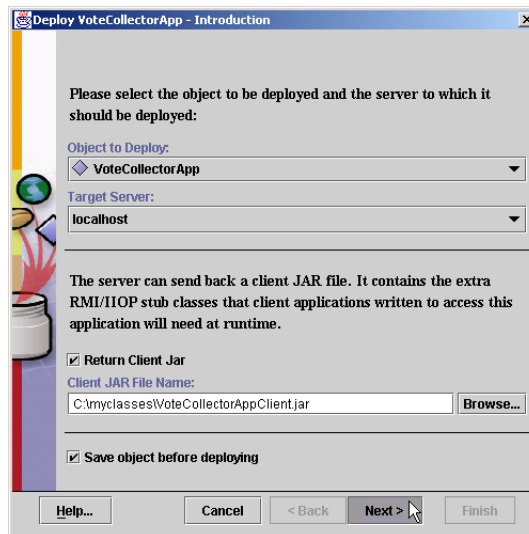 Deploy VoteCollectorApp - Introduction
Please select the object to be deployed and the server to which it
should be deployed:
Object to Deploy:
VoteCollectorApp
Target Server:
localhost
The server can send back a client JAR file. It contains the extra
RMI/IIOP stub classes that client applications written to access this
application will need at runtime.
Return Client Jar
Client JAR File Name:
C:\myclasses\VoteCollectorAppClient.jar
Browse...
Save object before deploying
Help...
Cancel
< Back
Next >
Finish